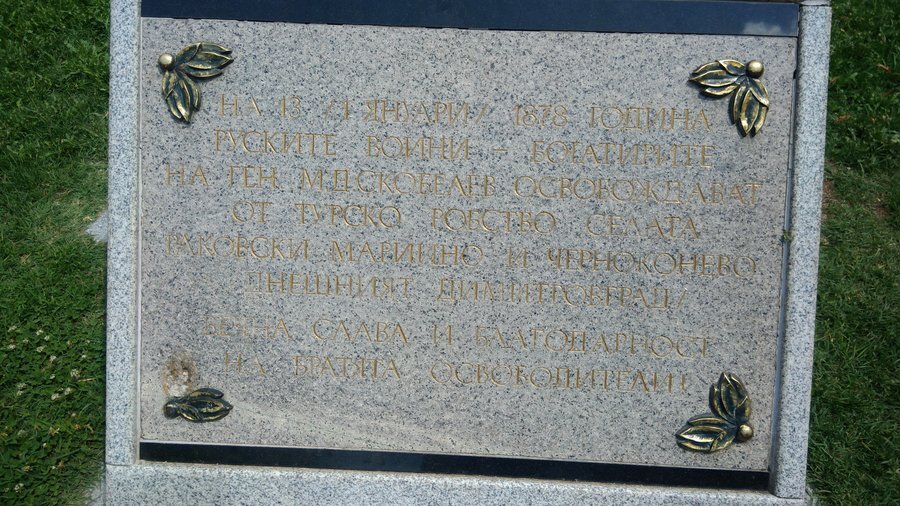 НА 13 /1 ЯНУАРИ/ 1878 ГОДИНА
РУСКИТЕ ВОИНИ - БОГАТИРИТЕ
НА ГЕН. М.Д.СКОБЕЛЕВ ОСВОБОЖДАВАТ
ОТ ТУРСКО РОБСТВО СЕЛАТА
РАКОВСКИ МАРИЙНО И ЧЕРНОКОНЕВО.
ДНЕШНИЯТ ДИМИТРОВГРАД/
ВЕЧНА СЛАВА И БЛАГОДАРНОСТ
НА БРАТЯТА ОСВОБОДИТЕЛИ!